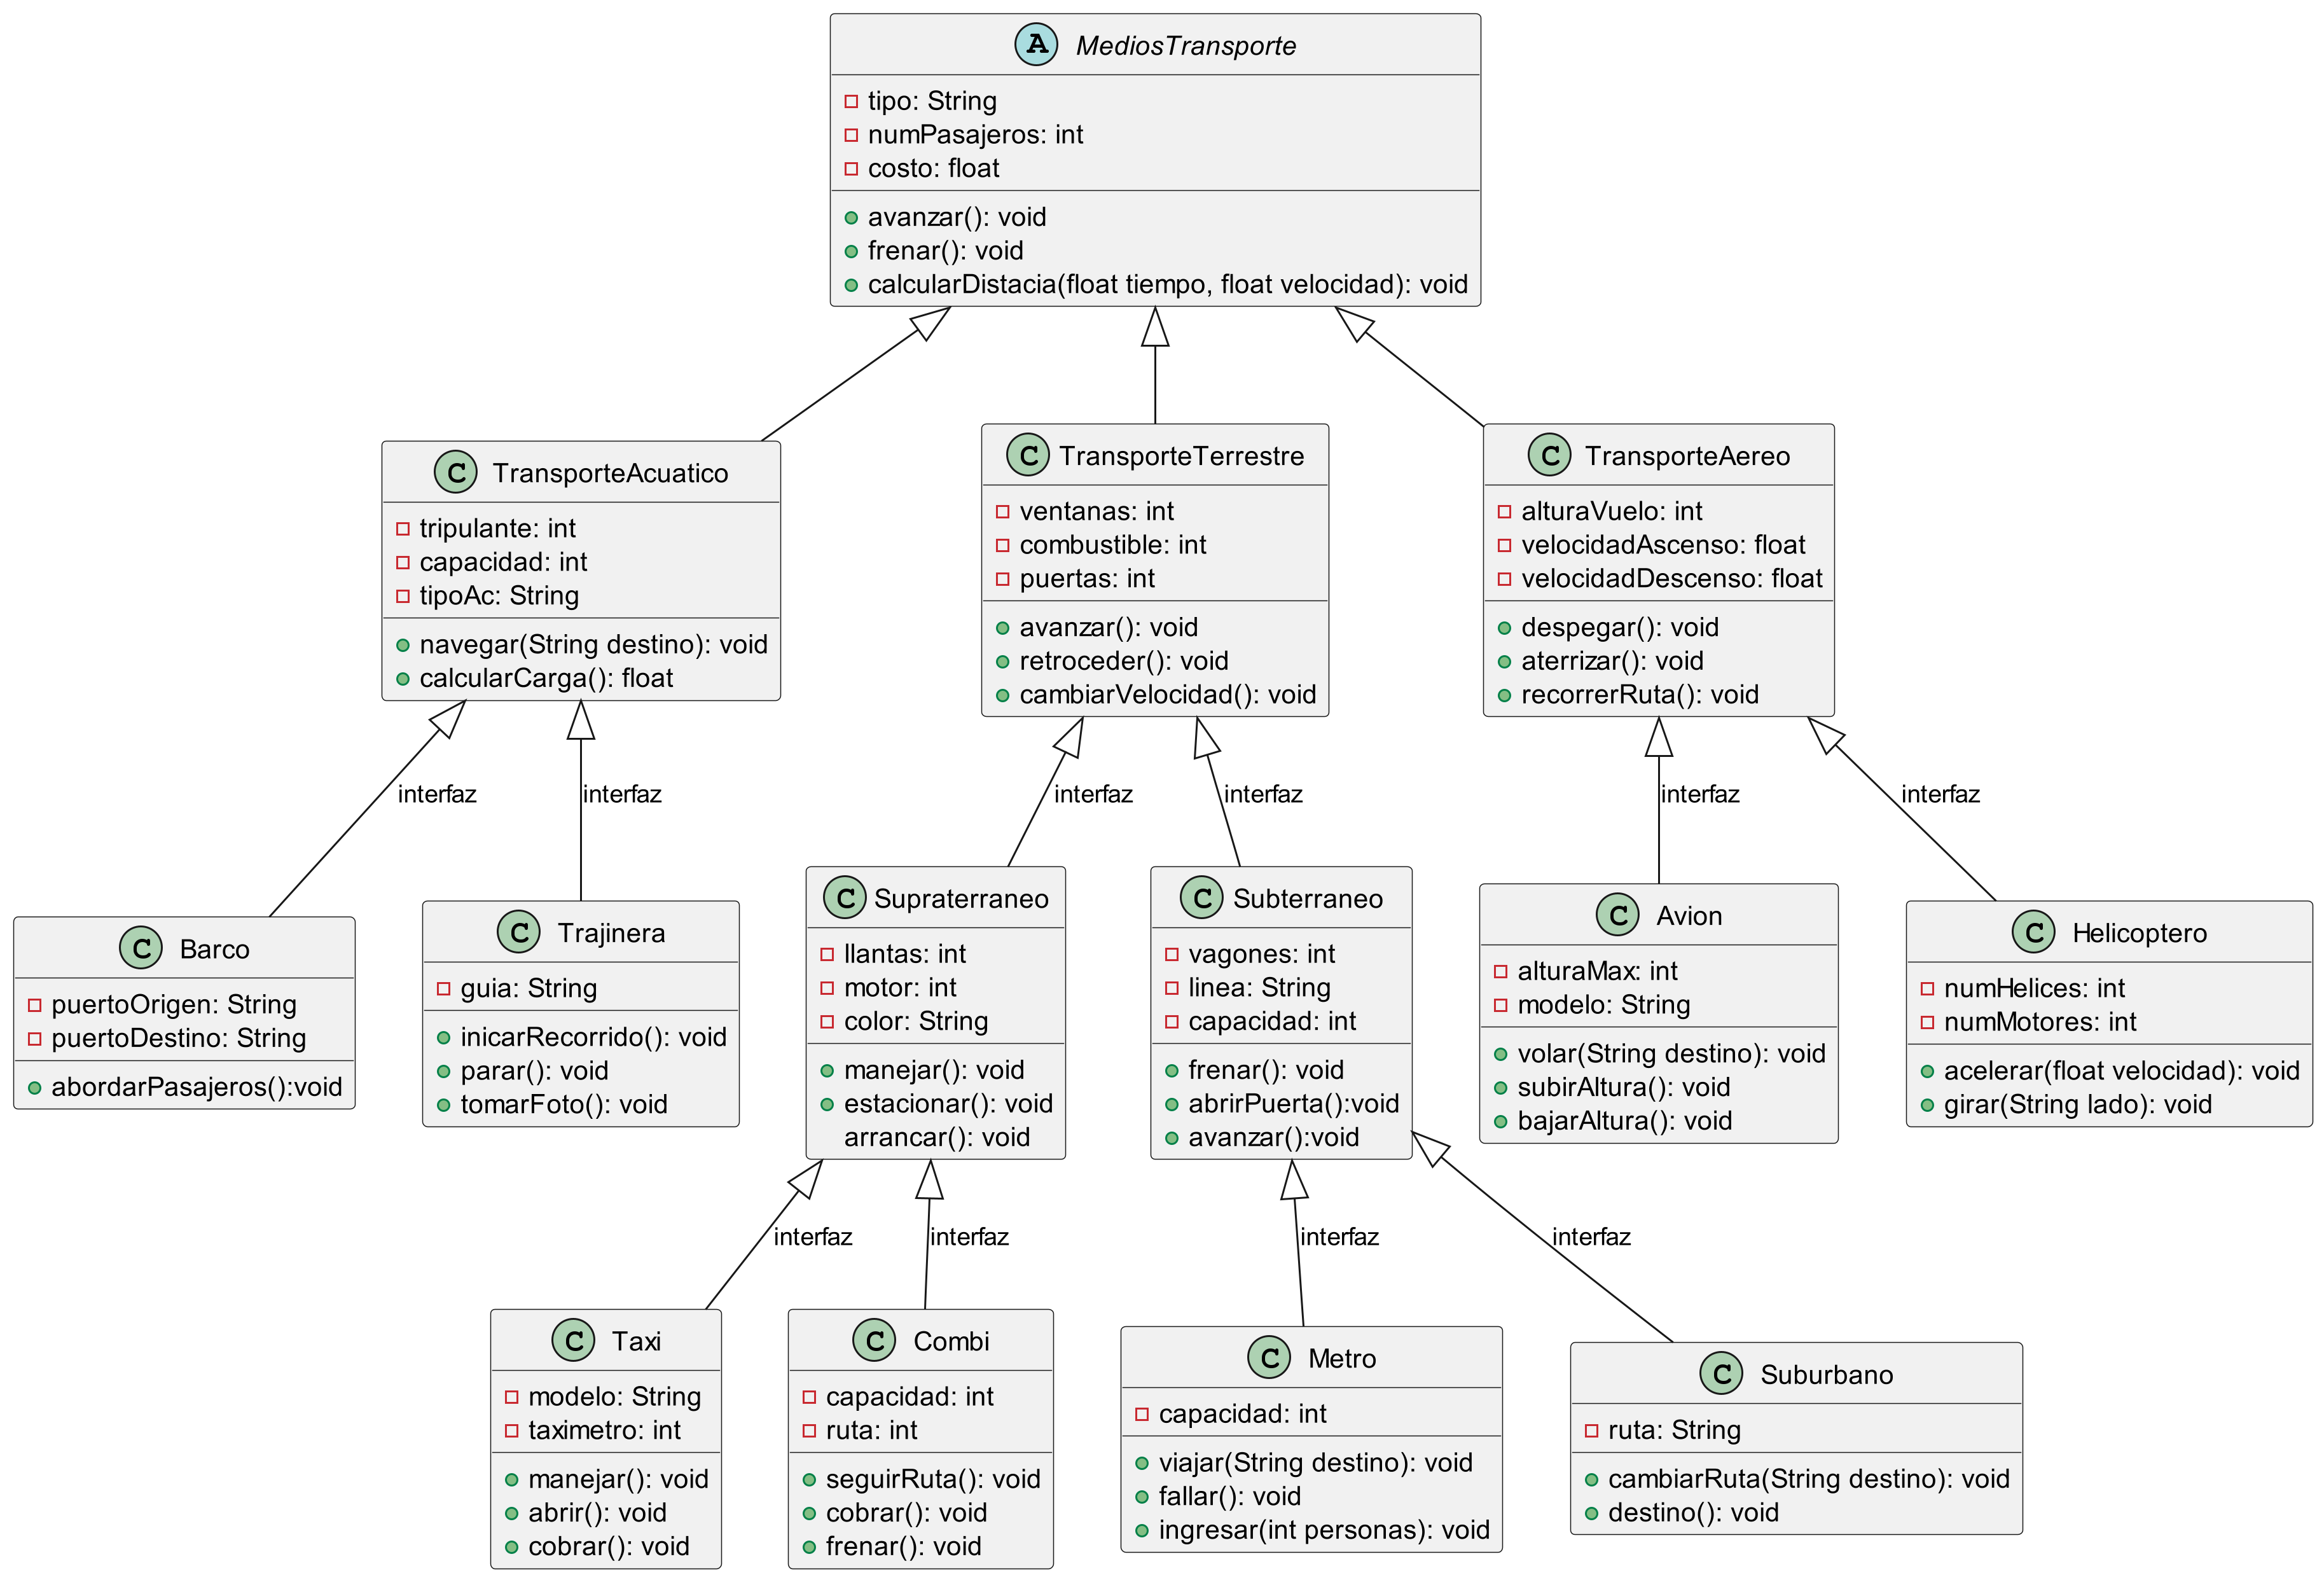 A MediosTransporte
tipo: String
numPasajeros: int
costo: float
avanzar(): void
frenar(): void
calcularDistacia(float tiempo, float velocidad): void
C TransporteAcuatico
tripulante: int
capacidad: int
tipoAc: String
navegar(String destino): void
calcularCarga(): float
C TransporteTerrestre
ventanas: int
combustible: int
puertas: int
avanzar(): void
retroceder(): void
cambiarVelocidad(): void
C TransporteAereo
alturaVuelo: int
velocidadAscenso: float
velocidadDescenso: float
despegar(): void
aterrizar(): void
recorrerRuta(): void
interfaz
interfaz
interfaz
interfaz
interfaz
interfaz
C Barco
puertoOrigen: String
puertoDestino: String
abordarPasajeros():void
C Trajinera
guia: String
inicarRecorrido(): void
parar(): void
tomarFoto(): void
C Supraterraneo
llantas: int
motor: int
color: String
manejar(): void
estacionar(): void
arrancar(): void
C Subterraneo
vagones: int
linea: String
capacidad: int
frenar(): void
abrirPuerta():void
avanzar():void
C Avion
alturaMax: int
modelo: String
volar(String destino): void
subirAltura(): void
bajarAltura(): void
C Helicoptero
numHelices: int
numMotores: int
acelerar(float velocidad): void
girar(String lado): void
interfaz
interfaz
interfaz
interfaz
C Taxi
modelo: String
taximetro: int
manejar(): void
abrir(): void
cobrar(): void
C Combi
capacidad: int
ruta: int
seguirRuta(): void
cobrar(): void
frenar(): void
C Metro
capacidad: int
viajar(String destino): void
fallar(): void
ingresar(int personas): void
C Suburbano
ruta: String
cambiarRuta(String destino): void
destino(): void